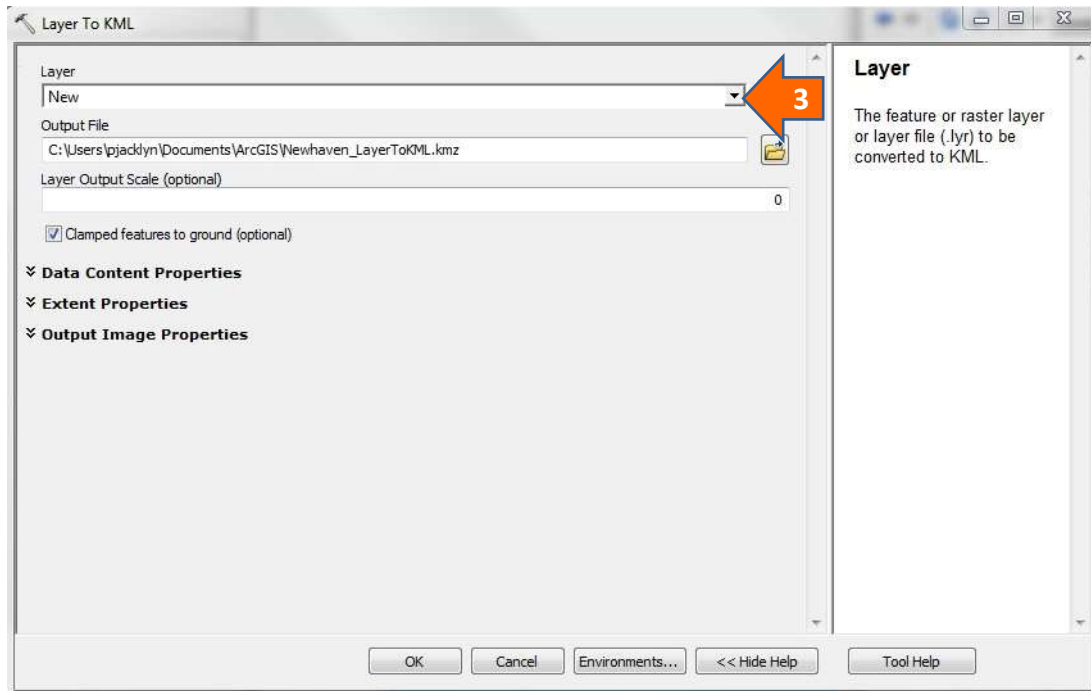 Layer To KML
Layer
New
3
Output File
C:\Users\pjacklyn\Documents\ArcGIS\Newhaven_LayerToKML.kmz
Layer Output Scale (optional)
0
Clamped features to ground (optional)
Data Content Properties
Extent Properties
Output Image Properties
OK
Cancel
Environments...
<< Hide Help
Layer
The feature or raster layer
or layer file (.lyr) to be
converted to KML.
Tool Help